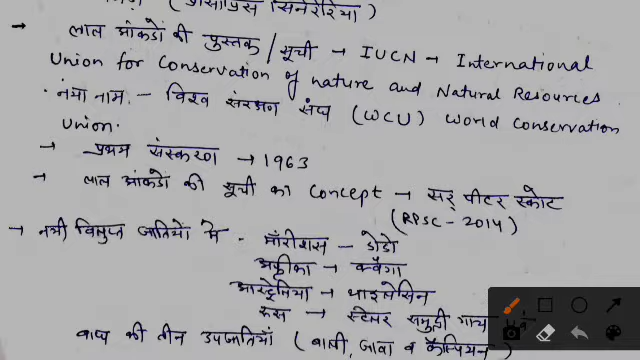 (प्रोसोप्रिस सिनेरेरिया)
→ लाल आंकडों की पुस्तक / सूची → IUCN → International
Union for Conservation of nature and Natural Resources
. नया नाम - विश्व संरक्षण संघ (WCU) World Conservation
Union.
→ प्रथम संस्करण → 1963
→ लाल आंकडों की सूची का Concept → सर पीटर स्कोट
(RPSC - 2014)
→ नयी विलुप्त जातियों में - मॉरीशस - डोडो
अफ्रीका → क्वैगा
आस्ट्रेलिया → थाइलेसिन
रूस → स्टेलर समुद्री गाय
बाघ की तीन उपजातियां (बाली, जावा व कैस्पियन)